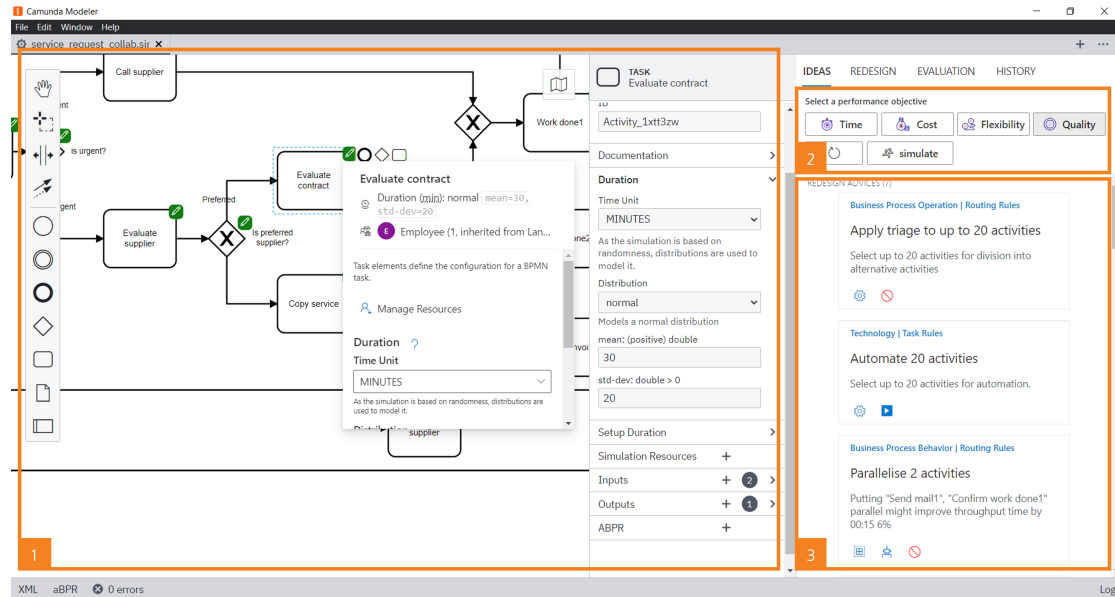 Camunda Modeler
File Edit Window Help
service_request_collab.sir
Call supplier
Work done1
ent
is urgent?
gent
Preferred
Evaluate
contract
Evaluate
supplier
Is preferred
supplier?
Copy service
supplier
Evaluate contract
Duration (min): normal mean=30,
std-dev=20
E Employee (1, inherited from Lan...
Task elements define the configuration for a BPMN
task.
Manage Resources
Duration ?
Time Unit
MINUTES
As the simulation is based on randomness, distributions are
used to model it.
Distribution
1
TASK
Evaluate contract
ID
Activity_1xtt3zw
Documentation
Duration
Time Unit
MINUTES
As the simulation is based on
randomness, distributions are used to
model it.
Distribution
normal
Models a normal distribution
mean: (positive) double
30
std-dev: double > 0
20
Setup Duration
Simulation Resources
Inputs 2
Outputs 1
ABPR
IDEAS REDESIGN EVALUATION HISTORY
Select a performance objective
Time Cost Flexibility Quality
2 simulate
REDESIGN ADVICES (7)
Business Process Operation | Routing Rules
Apply triage to up to 20 activities
Select up to 20 activities for division into
alternative activities
Technology | Task Rules
Automate 20 activities
Select up to 20 activities for automation.
Business Process Behavior | Routing Rules
Parallelise 2 activities
Putting "Send mail1", "Confirm work done1"
parallel might improve throughput time by
00:15 6%
3
XML aBPR 0 errors
Log